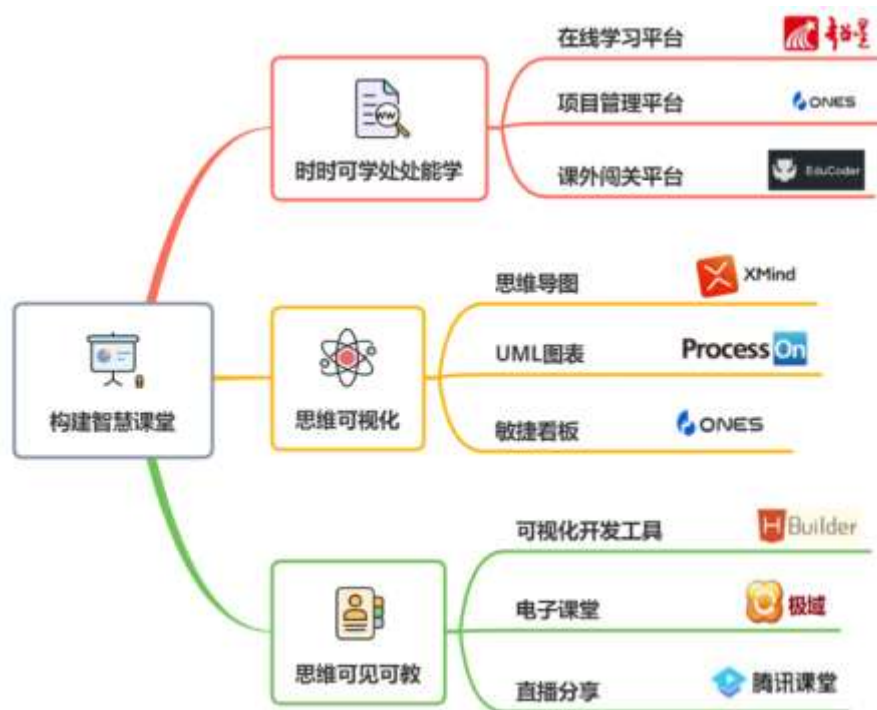 在线学习平台
项目管理平台
ONES
WW
时时可学处处能学
课外闯关平台
EduCoder
思维导图
XMind
UML图表
ProcessOn
构建智慧课堂
思维可视化
敏捷看板
ONES
可视化开发工具
HBuilder
电子课堂
极域
思维可见可教
直播分享
腾讯课堂